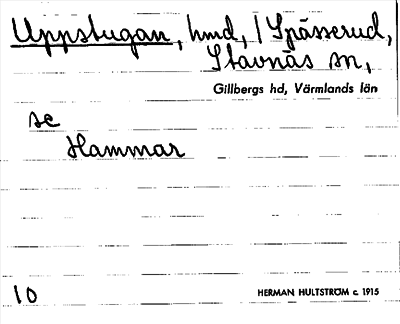 Uppstugan, hmd, / Spässerud,
Stavnäs sn,
Gillbergs hd, Värmlands län
se
Hammar
10
HERMAN HULTSTRÖM c. 1915